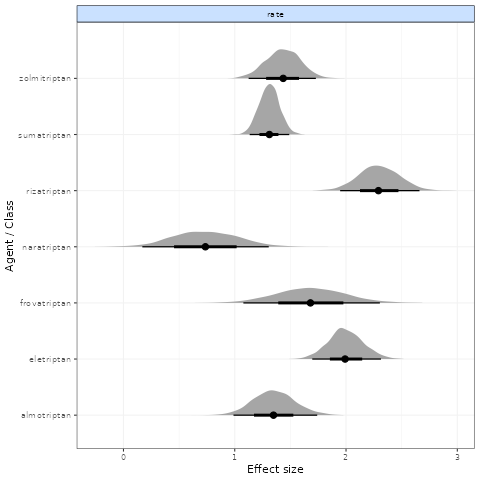 rate
zolmitriptan
sumatriptan
rizatriptan
naratriptan
frovatriptan
eletriptan
almotriptan
Agent / Class
0 1 2 3
Effect size